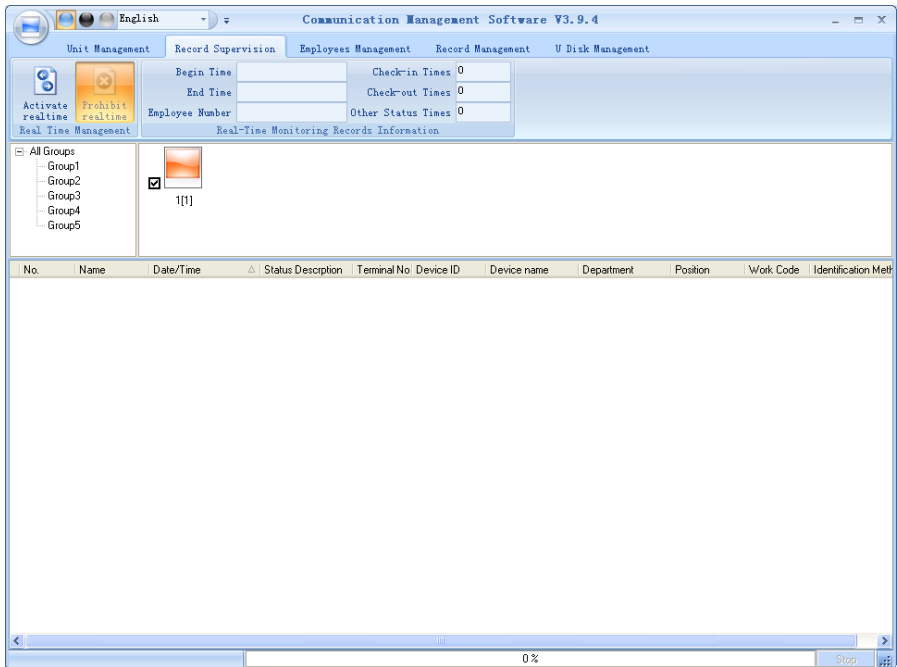 English
Communication Management Software V3.9.4
Unit Management Record Supervision Employees Management Record Management U Disk Management
Activate realtime
Prohibit realtime
Real Time Management
Begin Time
End Time
Employee Number
Check-in Times 0
Check-out Times 0
Other Status Times 0
Real-Time Monitoring Records Information
All Groups
Group1
Group2
Group3
Group4
Group5
1[1]
No. Name Date/Time Status Descrption Terminal No Device ID Device name Department Position Work Code Identification Meth
0 % Stop